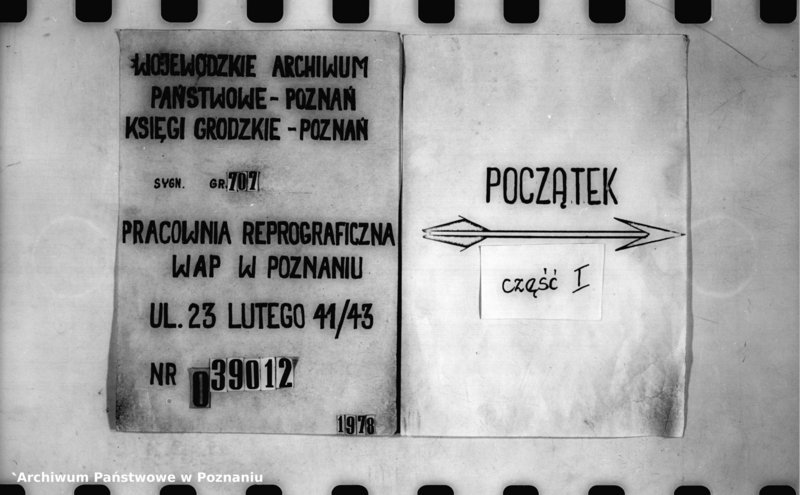 WOJEWÓDZKIE ARCHIWUM
PAŃSTWOWE - POZNAŃ
KSIĘGI GRODZKIE - POZNAŃ
SYGN. GR. 707
PRACOWNIA REPROGRAFICZNA
WAP W POZNANIU
UL. 23 LUTEGO 41/43
NR 039012
1978
POCZĄTEK
część I
`Archiwum Państwowe w Poznaniu